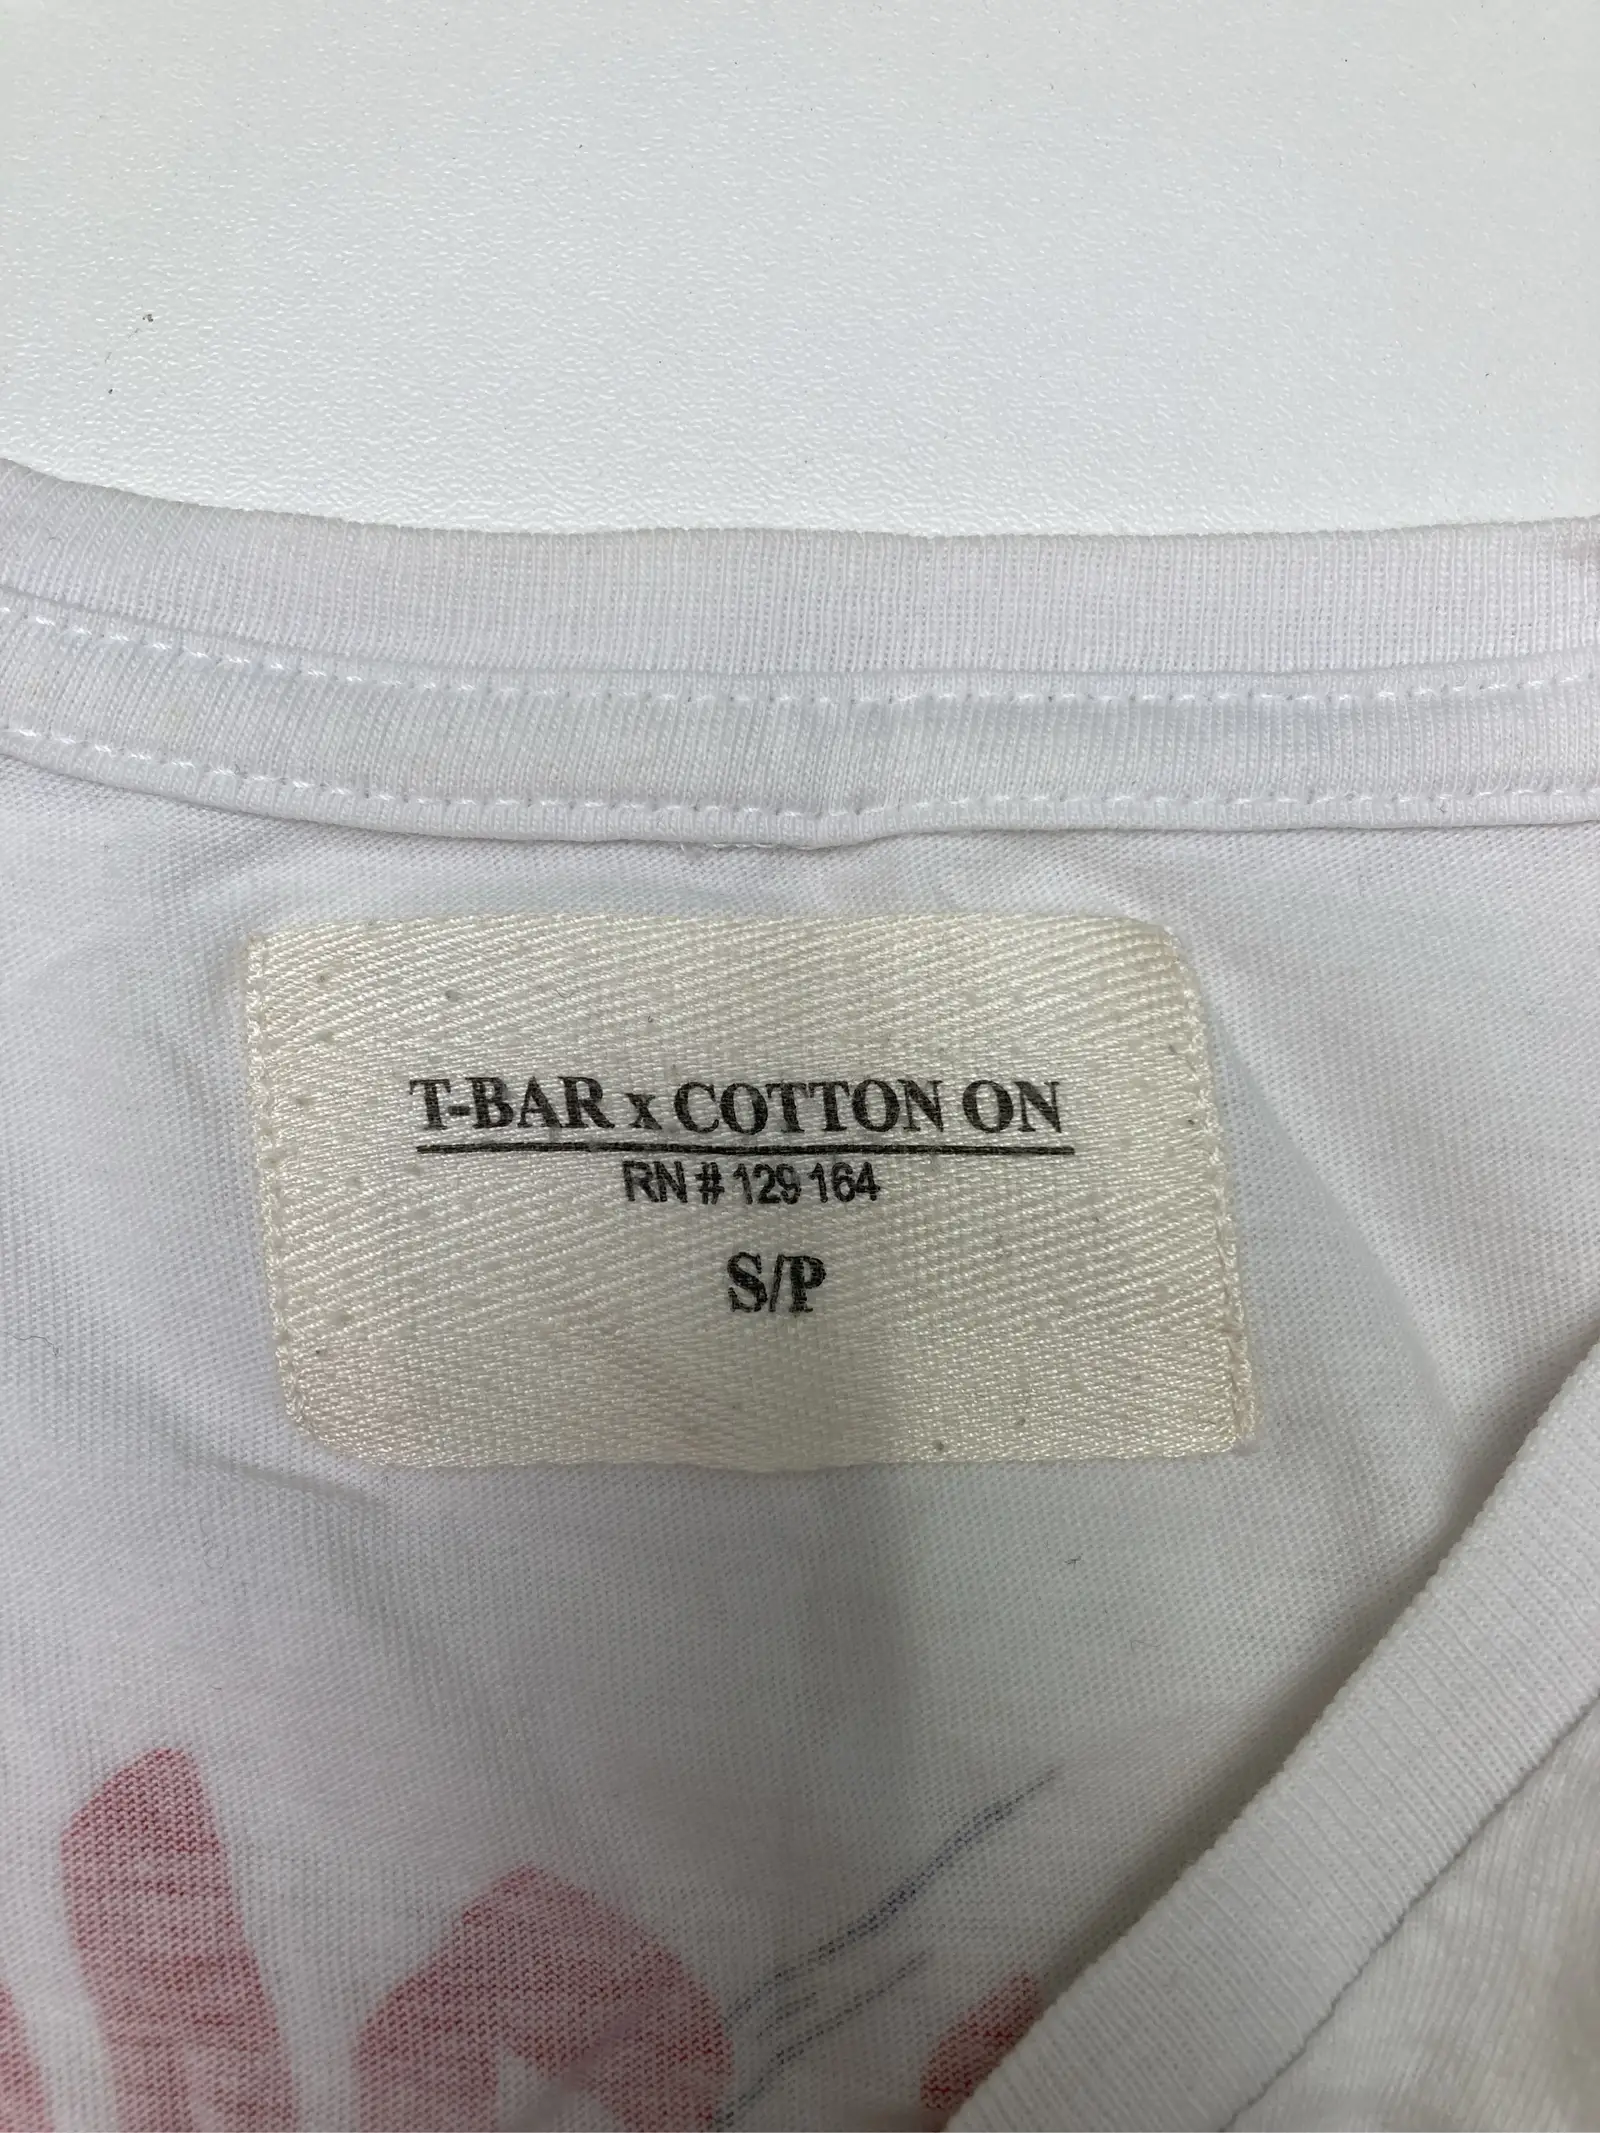 T-BAR x COTTON ON
RN # 129 164
S/P